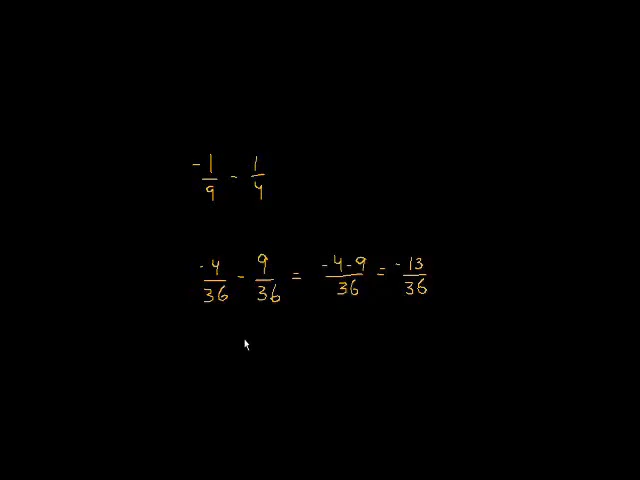 -1/9 - 1/4
-4/36 - 9/36 = -4-9/36 = -13/36